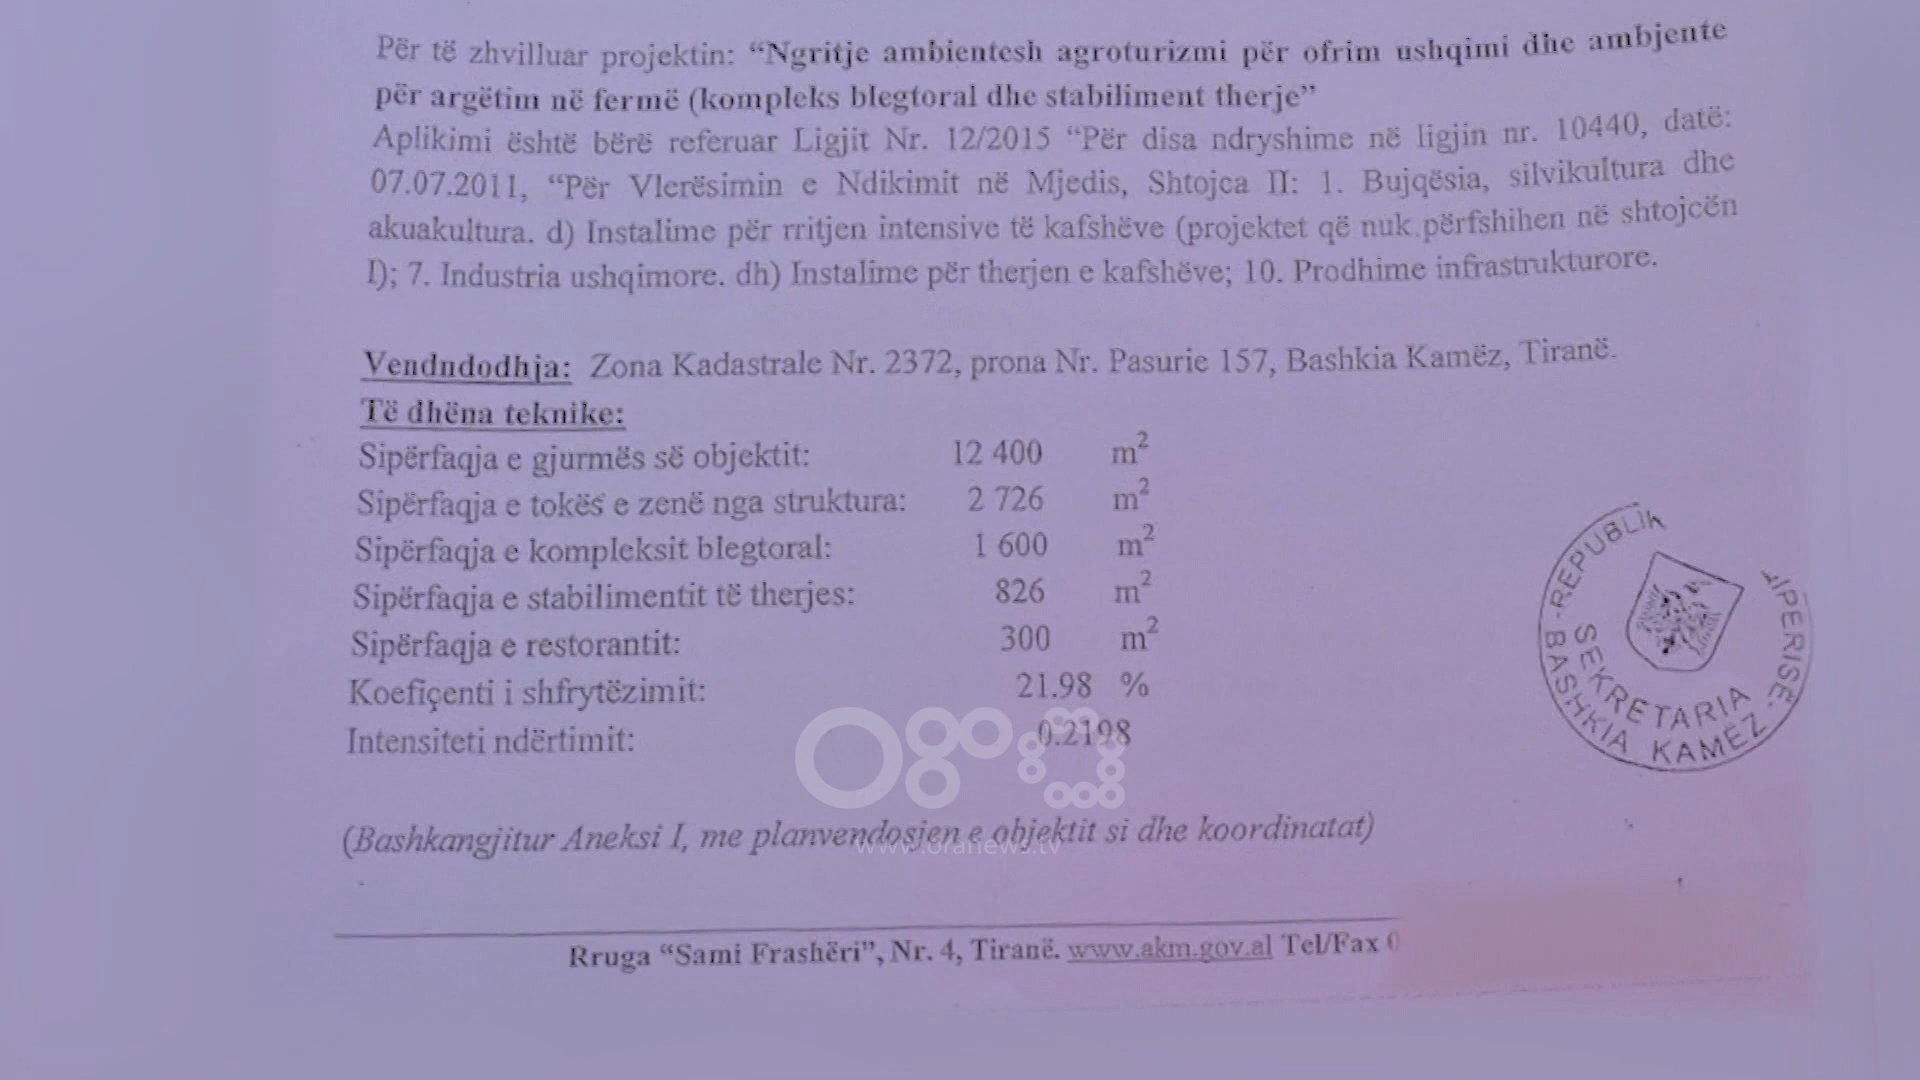 Për të zhvilluar projektin: “Ngritje ambientesh agroturizmi për ofrim ushqimi dhe ambjente
për argëtim në fermë (kompleks blegtoral dhe stabiliment therje”
Aplikimi është bërë referuar Ligjit Nr. 12/2015 “Për disa ndryshime në ligjin nr. 10440, datë:
07.07.2011, “Për Vlerësimin e Ndikimit në Mjedis, Shtojca II: 1. Bujqësia, silvikultura dhe
akuakultura. d) Instalime për rritjen intensive të kafshëve (projektet që nuk përfshihen në shtojcën
I); 7. Industria ushqimore. dh) Instalime për therjen e kafshëve; 10. Prodhime infrastrukturore.
Vendndodhja: Zona Kadastrale Nr. 2372, prona Nr. Pasurie 157, Bashkia Kamëz, Tiranë.
Të dhëna teknike:
Sipërfaqja e gjurmës së objektit: 12 400 m²
Sipërfaqja e tokës e zenë nga struktura: 2 726 m²
Sipërfaqja e kompleksit blegtoral: 1 600 m²
Sipërfaqja e stabilimentit të therjes: 826 m²
Sipërfaqja e restorantit: 300 m²
Koefiçenti i shfrytëzimit: 21.98 %
Intensiteti ndërtimit: 0.2198
(Bashkangjitur Aneksi I, me planvendosjen e objektit si dhe koordinatat)
www.oranews.tv
Rruga “Sami Frashëri”, Nr. 4, Tiranë. www.akm.gov.al Tel/Fax 0
SEKRETARIA
BASHKIA KAMËZ